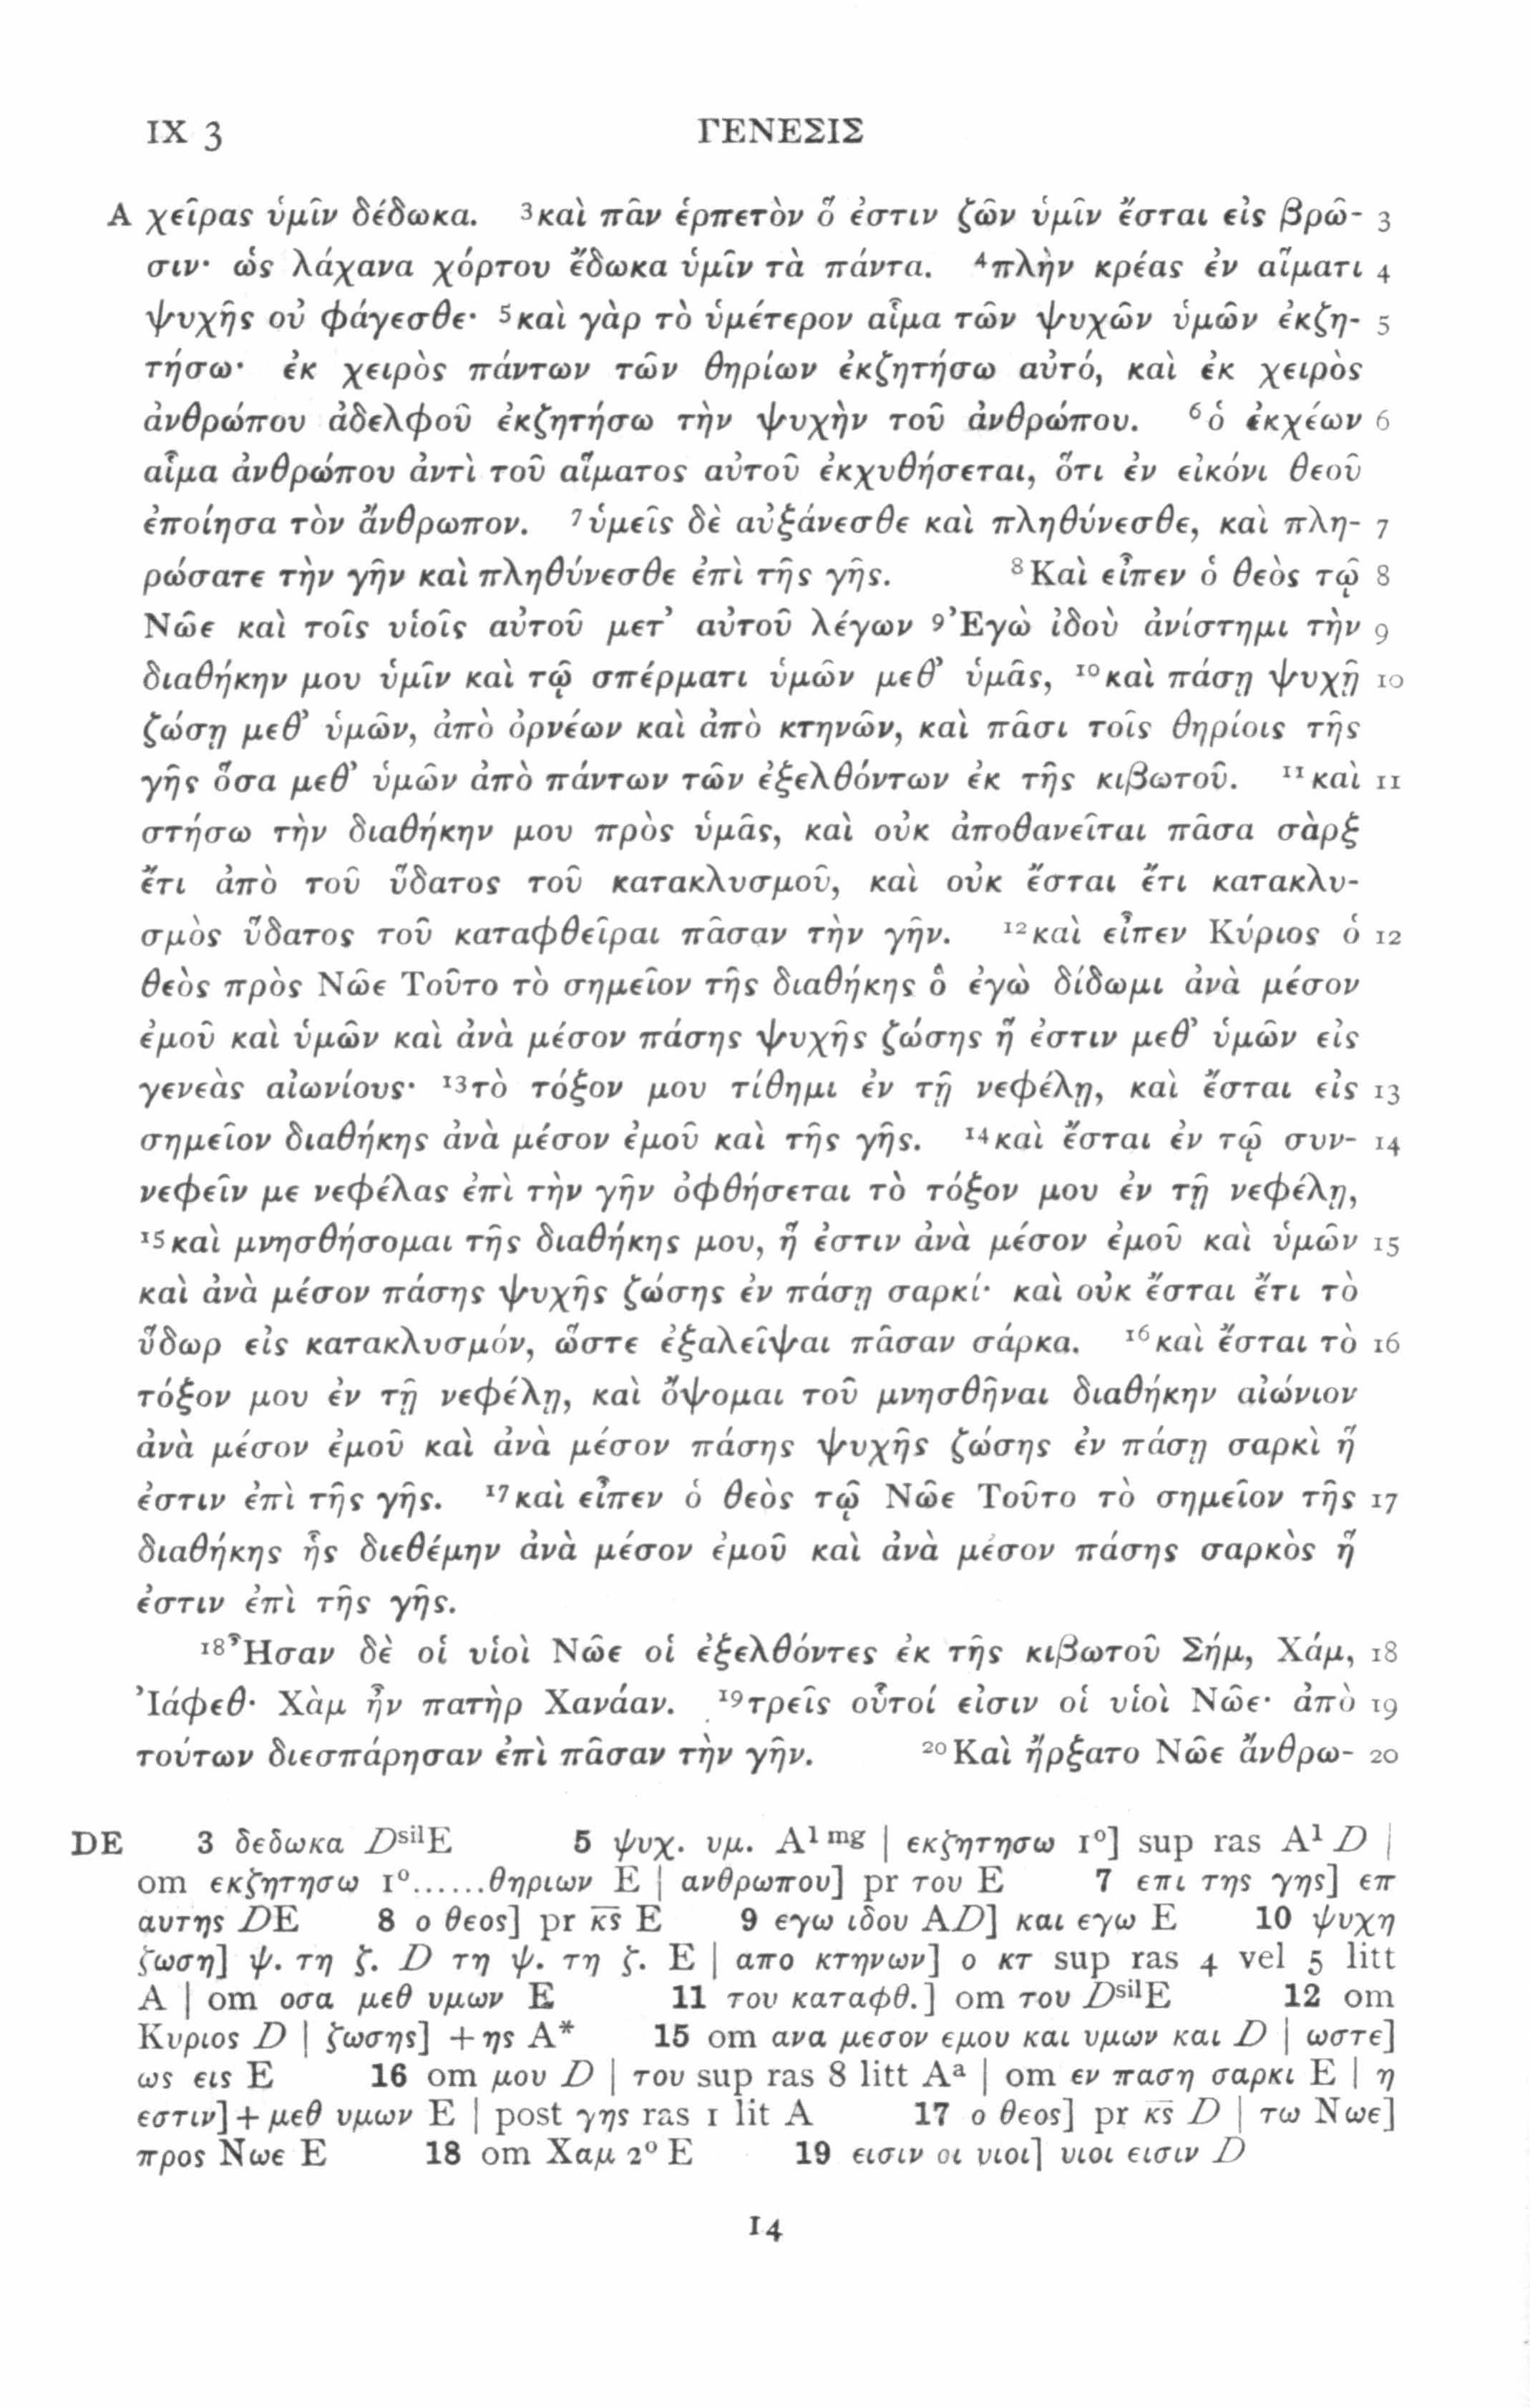 IX 3 ΓΕΝΕΣΙΣ
A χεῖρας ὑμῖν δέδωκα. ³καὶ πᾶν ἑρπετὸν ὅ ἐστιν ζῶν ὑμῖν ἔσται εἰς βρῶ- 3
σιν· ὡς λάχανα χόρτου ἔδωκα ὑμῖν τὰ πάντα. ⁴πλὴν κρέας ἐν αἵματι 4
ψυχῆς οὐ φάγεσθε· ⁵καὶ γὰρ τὸ ὑμέτερον αἷμα τῶν ψυχῶν ὑμῶν ἐκζη- 5
τήσω· ἐκ χειρὸς πάντων τῶν θηρίων ἐκζητήσω αὐτό, καὶ ἐκ χειρὸς
ἀνθρώπου ἀδελφοῦ ἐκζητήσω τὴν ψυχὴν τοῦ ἀνθρώπου. ⁶ὁ ἐκχέων 6
αἷμα ἀνθρώπου ἀντὶ τοῦ αἵματος αὐτοῦ ἐκχυθήσεται, ὅτι ἐν εἰκόνι θεοῦ
ἐποίησα τὸν ἄνθρωπον. ⁷ὑμεῖς δὲ αὐξάνεσθε καὶ πληθύνεσθε, καὶ πλη- 7
ρώσατε τὴν γῆν καὶ πληθύνεσθε ἐπὶ τῆς γῆς. ⁸Καὶ εἶπεν ὁ θεὸς τῷ 8
Νῶε καὶ τοῖς υἱοῖς αὐτοῦ μετ’ αὐτοῦ λέγων ⁹Ἐγὼ ἰδοὺ ἀνίστημι τὴν 9
διαθήκην μου ὑμῖν καὶ τῷ σπέρματι ὑμῶν μεθ’ ὑμᾶς, ¹⁰καὶ πάσῃ ψυχῇ 10
ζώσῃ μεθ’ ὑμῶν, ἀπὸ ὀρνέων καὶ ἀπὸ κτηνῶν, καὶ πᾶσι τοῖς θηρίοις τῆς
γῆς ὅσα μεθ’ ὑμῶν ἀπὸ πάντων τῶν ἐξελθόντων ἐκ τῆς κιβωτοῦ. ¹¹καὶ 11
στήσω τὴν διαθήκην μου πρὸς ὑμᾶς, καὶ οὐκ ἀποθανεῖται πᾶσα σὰρξ
ἔτι ἀπὸ τοῦ ὕδατος τοῦ κατακλυσμοῦ, καὶ οὐκ ἔσται ἔτι κατακλυ-
σμὸς ὕδατος τοῦ καταφθεῖραι πᾶσαν τὴν γῆν. ¹²καὶ εἶπεν Κύριος ὁ 12
θεὸς πρὸς Νῶε Τοῦτο τὸ σημεῖον τῆς διαθήκης ὃ ἐγὼ δίδωμι ἀνὰ μέσον
ἐμοῦ καὶ ὑμῶν καὶ ἀνὰ μέσον πάσης ψυχῆς ζώσης ἥ ἐστιν μεθ’ ὑμῶν εἰς
γενεὰς αἰωνίους· ¹³τὸ τόξον μου τίθημι ἐν τῇ νεφέλῃ, καὶ ἔσται εἰς 13
σημεῖον διαθήκης ἀνὰ μέσον ἐμοῦ καὶ τῆς γῆς. ¹⁴καὶ ἔσται ἐν τῷ συν- 14
νεφεῖν με νεφέλας ἐπὶ τὴν γῆν ὀφθήσεται τὸ τόξον μου ἐν τῇ νεφέλῃ,
¹⁵καὶ μνησθήσομαι τῆς διαθήκης μου, ἥ ἐστιν ἀνὰ μέσον ἐμοῦ καὶ ὑμῶν 15
καὶ ἀνὰ μέσον πάσης ψυχῆς ζώσης ἐν πάσῃ σαρκί· καὶ οὐκ ἔσται ἔτι τὸ
ὕδωρ εἰς κατακλυσμόν, ὥστε ἐξαλεῖψαι πᾶσαν σάρκα. ¹⁶καὶ ἔσται τὸ 16
τόξον μου ἐν τῇ νεφέλῃ, καὶ ὄψομαι τοῦ μνησθῆναι διαθήκην αἰώνιον
ἀνὰ μέσον ἐμοῦ καὶ ἀνὰ μέσον πάσης ψυχῆς ζώσης ἐν πάσῃ σαρκὶ ἥ
ἐστιν ἐπὶ τῆς γῆς. ¹⁷καὶ εἶπεν ὁ θεὸς τῷ Νῶε Τοῦτο τὸ σημεῖον τῆς 17
διαθήκης ἧς διεθέμην ἀνὰ μέσον ἐμοῦ καὶ ἀνὰ μέσον πάσης σαρκὸς ἥ
ἐστιν ἐπὶ τῆς γῆς.
¹⁸Ἦσαν δὲ οἱ υἱοὶ Νῶε οἱ ἐξελθόντες ἐκ τῆς κιβωτοῦ Σήμ, Χάμ, 18
Ἰάφεθ· Χὰμ ἦν πατὴρ Χανάαν. ¹⁹τρεῖς οὗτοί εἰσιν οἱ υἱοὶ Νῶε· ἀπὸ 19
τούτων διεσπάρησαν ἐπὶ πᾶσαν τὴν γῆν. ²⁰Καὶ ἤρξατο Νῶε ἄνθρω- 20
DE 3 δεδωκα DˢⁱˡE 5 ψυχ. υμ. A¹ ᵐᵍ | εκζητησω 1°] sup ras A¹ D |
om εκζητησω 1°......θηριων E | ανθρωπου] pr του E 7 επι της γης] επ
αυτης DE 8 ο θεος] pr κ̅ς̅ E 9 εγω ιδου AD] και εγω E 10 ψυχη
ζωση] ψ. τη ζ. D τη ψ. τη ζ. E | απο κτηνων] ο κτ sup ras 4 vel 5 litt
A | om οσα μεθ υμων E 11 του καταφθ.] om του DˢⁱˡE 12 om
Κυριος D | ζωσης] + ης A* 15 om ανα μεσον εμου και υμων και D | ωστε]
ως εις E 16 om μου D | του sup ras 8 litt Aᵃ | om εν παση σαρκι E | η
εστιν] + μεθ υμων E | post γης ras 1 lit A 17 ο θεος] pr κ̅ς̅ D | τω Νωε]
προς Νωε E 18 om Χαμ 2° E 19 εισιν οι υιοι] υιοι εισιν D
14